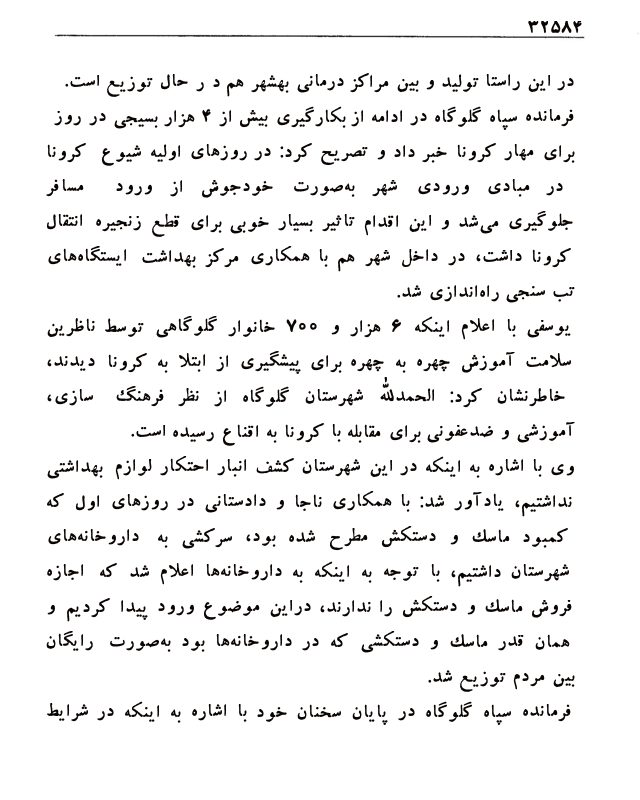 ۳۲۵۸۴
در این راستا تولید و بین مراکز درمانی بهشهر هم د ر حال توزیع است.
فرمانده سپاه گلوگاه در ادامه از بکارگیری بیش از ۴ هزار بسیجی در روز
برای مهار کرونا خبر داد و تصریح کرد: در روزهای اولیه شیوع کرونا
در مبادی ورودی شهر به‌صورت خودجوش از ورود مسافر
جلوگیری می‌شد و این اقدام تاثیر بسیار خوبی برای قطع زنجیره انتقال
کرونا داشت، در داخل شهر هم با همکاری مرکز بهداشت ایستگاه‌های
تب سنجی راه‌اندازی شد.
یوسفی با اعلام اینکه ۶ هزار و ۷۰۰ خانوار گلوگاهی توسط ناظرین
سلامت آموزش چهره به چهره برای پیشگیری از ابتلا به کرونا دیدند،
خاطرنشان کرد: الحمدلله شهرستان گلوگاه از نظر فرهنگ سازی،
آموزشی و ضدعفونی برای مقابله با کرونا به اقناع رسیده است.
وی با اشاره به اینکه در این شهرستان کشف انبار احتکار لوازم بهداشتی
نداشتیم، یادآور شد: با همکاری ناجا و دادستانی در روزهای اول که
کمبود ماسك و دستکش مطرح شده بود، سرکشی به داروخانه‌های
شهرستان داشتیم، با توجه به اینکه به داروخانه‌ها اعلام شد که اجازه
فروش ماسك و دستکش را ندارند، دراین موضوع ورود پیدا کردیم و
همان قدر ماسك و دستکشی که در داروخانه‌ها بود به‌صورت رایگان
بین مردم توزیع شد.
فرمانده سپاه گلوگاه در پایان سخنان خود با اشاره به اینکه در شرایط